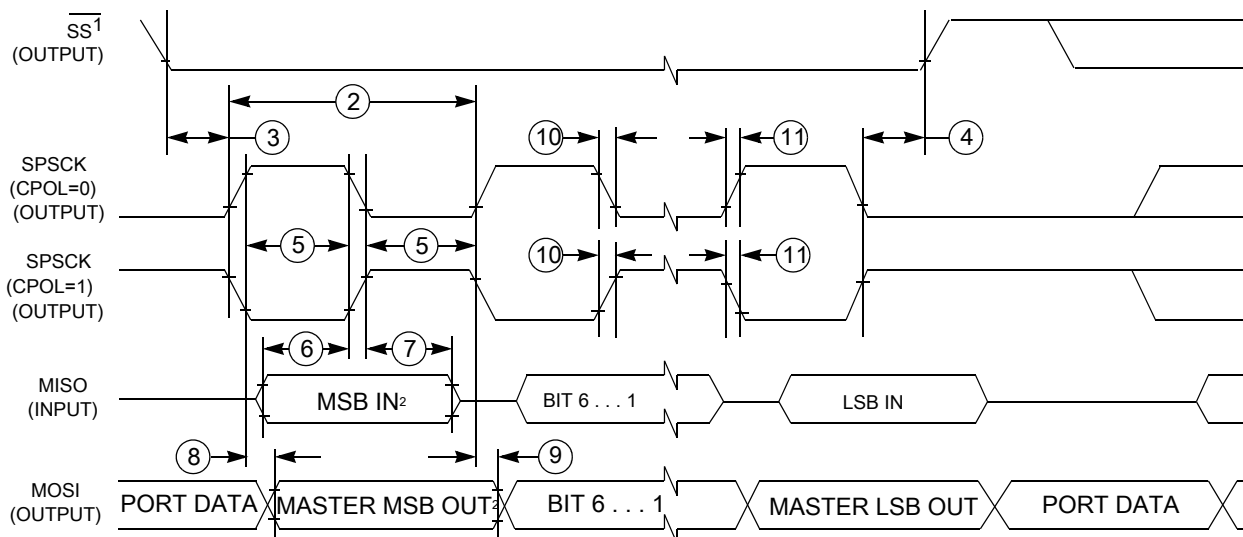 SS1
(OUTPUT)
2
3
10
11
4
SPSCK
(CPOL=0)
(OUTPUT)
5
5
10
11
SPSCK
(CPOL=1)
(OUTPUT)
6
7
MISO
(INPUT)
MSB IN2
BIT 6 . . . 1
LSB IN
8
9
MOSI
(OUTPUT)
PORT DATA
MASTER MSB OUT2
BIT 6 . . . 1
MASTER LSB OUT
PORT DATA